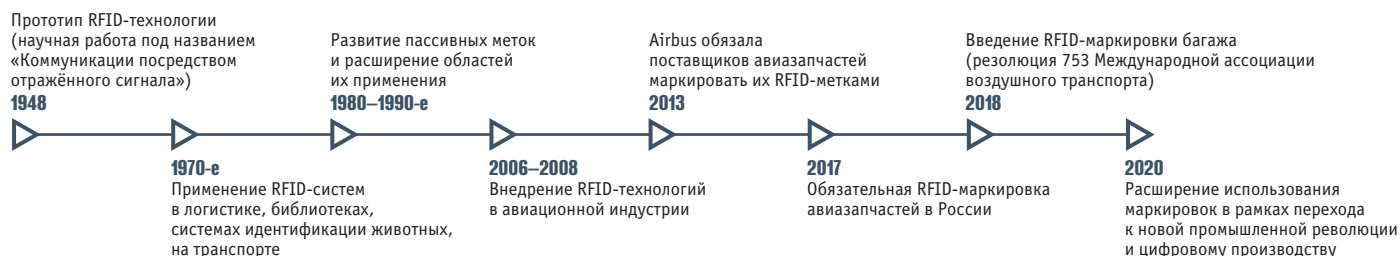 Прототип RFID-технологии
(научная работа под названием
«Коммуникации посредством
отражённого сигнала»)
1948
1970-е
Применение RFID-систем
в логистике, библиотеках,
системах идентификации животных,
на транспорте
Развитие пассивных меток
и расширение областей
их применения
1980–1990-е
2006–2008
Внедрение RFID-технологий
в авиационной индустрии
Airbus обязала
поставщиков авиазапчастей
маркировать их RFID-метками
2013
2017
Обязательная RFID-маркировка
авиазапчастей в России
Введение RFID-маркировки багажа
(резолюция 753 Международной ассоциации
воздушного транспорта)
2018
2020
Расширение использования
маркировок в рамках перехода
к новой промышленной революции
и цифровому производству